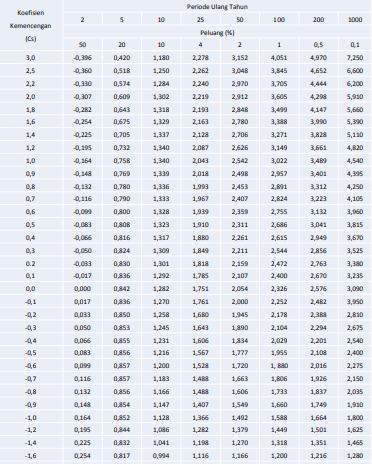 Koefisien Kemencengan (Cs) Periode Ulang Tahun
2 5 10 25 50 100 200 1000
Peluang (%)
50 20 10 4 2 1 0,5 0,1
3,0 -0,396 0,420 1,180 2,278 3,152 4,051 4,970 7,250
2,5 -0,360 0,518 1,250 2,262 3,048 3,845 4,652 6,600
2,2 -0,330 0,574 1,284 2,240 2,970 3,705 4,444 6,200
2,0 -0,307 0,609 1,302 2,219 2,912 3,605 4,298 5,910
1,8 -0,282 0,643 1,318 2,193 2,848 3,499 4,147 5,660
1,6 -0,254 0,675 1,329 2,163 2,780 3,388 3,990 5,390
1,4 -0,225 0,705 1,337 2,128 2,706 3,271 3,828 5,110
1,2 -0,195 0,732 1,340 2,087 2,626 3,149 3,661 4,820
1,0 -0,164 0,758 1,340 2,043 2,542 3,022 3,489 4,540
0,9 -0,148 0,769 1,339 2,018 2,498 2,957 3,401 4,395
0,8 -0,132 0,780 1,336 1,993 2,453 2,891 3,312 4,250
0,7 -0,116 0,790 1,333 1,967 2,407 2,824 3,223 4,105
0,6 -0,099 0,800 1,328 1,939 2,359 2,755 3,132 3,960
0,5 -0,083 0,808 1,323 1,910 2,311 2,686 3,041 3,815
0,4 -0,066 0,816 1,317 1,880 2,261 2,615 2,949 3,670
0,3 -0,050 0,824 1,309 1,849 2,211 2,544 2,856 3,525
0.2 -0,033 0,830 1,301 1,818 2,159 2,472 2,763 3,380
0,1 -0,017 0,836 1,292 1,785 2,107 2,400 2,670 3,235
0,0 0,000 0,842 1,282 1,751 2,054 2,326 2,576 3,090
-0,1 0,017 0,836 1,270 1,761 2,000 2,252 2,482 3,950
-0,2 0,033 0,850 1,258 1,680 1,945 2,178 2,388 2,810
-0,3 0,050 0,853 1,245 1,643 1,890 2,104 2,294 2,675
-0,4 0,066 0,855 1,231 1,606 1,834 2,029 2,201 2,540
-0,5 0,083 0,856 1,216 1,567 1,777 1,955 2,108 2,400
-0,6 0,099 0,857 1,200 1,528 1,720 1, 880 2,016 2,275
-0,7 0,116 0,857 1,183 1,488 1,663 1,806 1,926 2,150
-0,8 0,132 0,856 1,166 1,488 1,606 1,733 1,837 2,035
-0,9 0,148 0,854 1,147 1,407 1,549 1,660 1,749 1,910
-1,0 0,164 0,852 1,128 1,366 1,492 1,588 1,664 1,800
-1,2 0,195 0,844 1,086 1,282 1,379 1,449 1,501 1,625
-1,4 0,225 0,832 1,041 1,198 1,270 1,318 1,351 1,465
-1,6 0,254 0,817 0,994 1,116 1,166 1,200 1,216 1,280